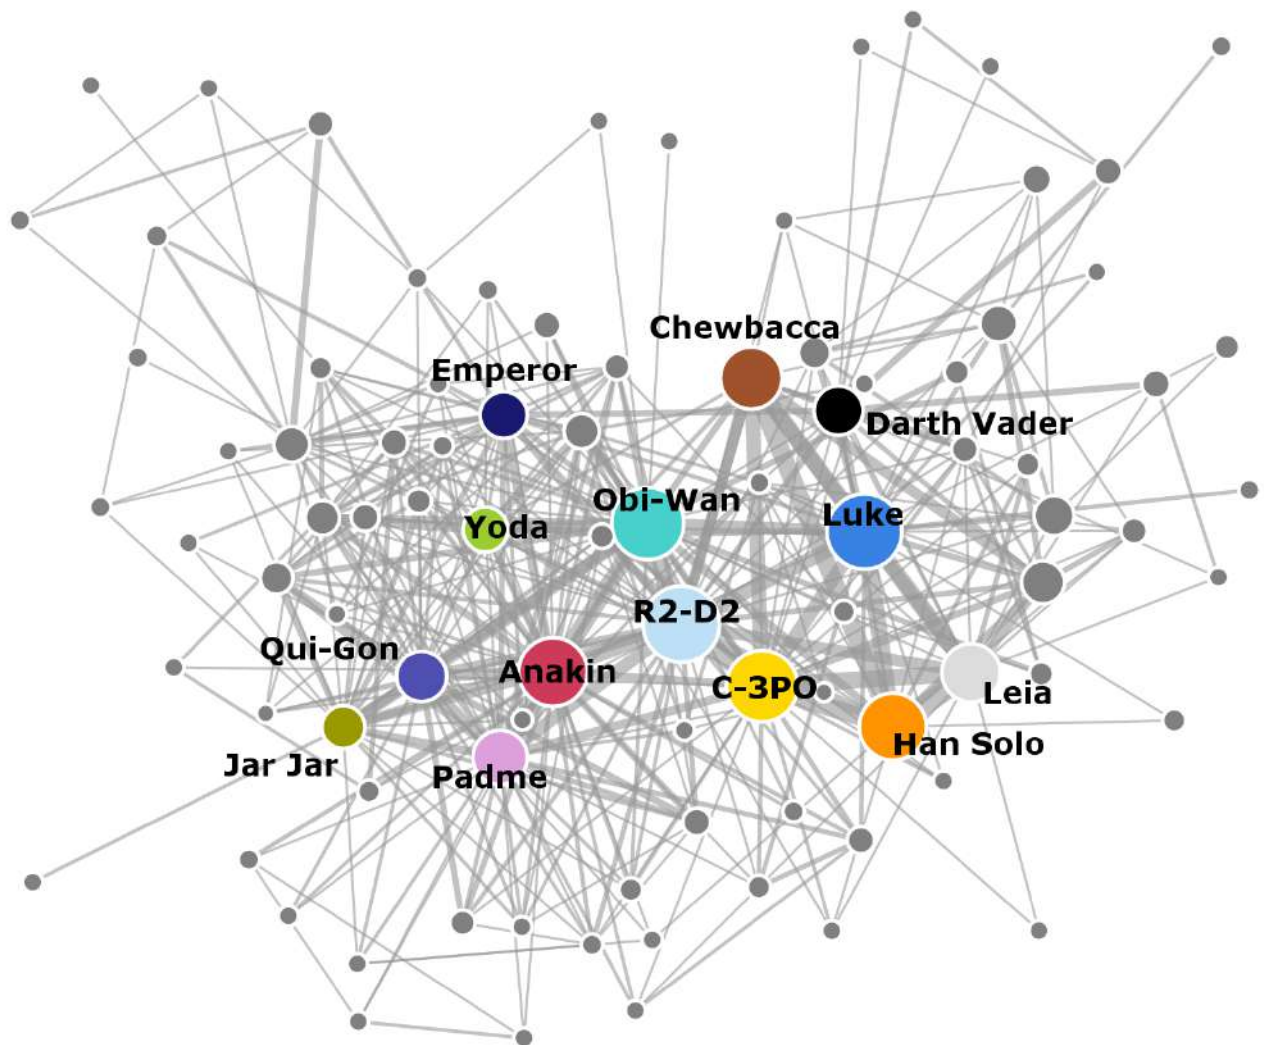 Chewbacca
Emperor
Darth Vader
Obi-Wan
Luke
Yoda
R2-D2
Qui-Gon
Anakin
C-3PO
Leia
Han Solo
Jar Jar
Padme